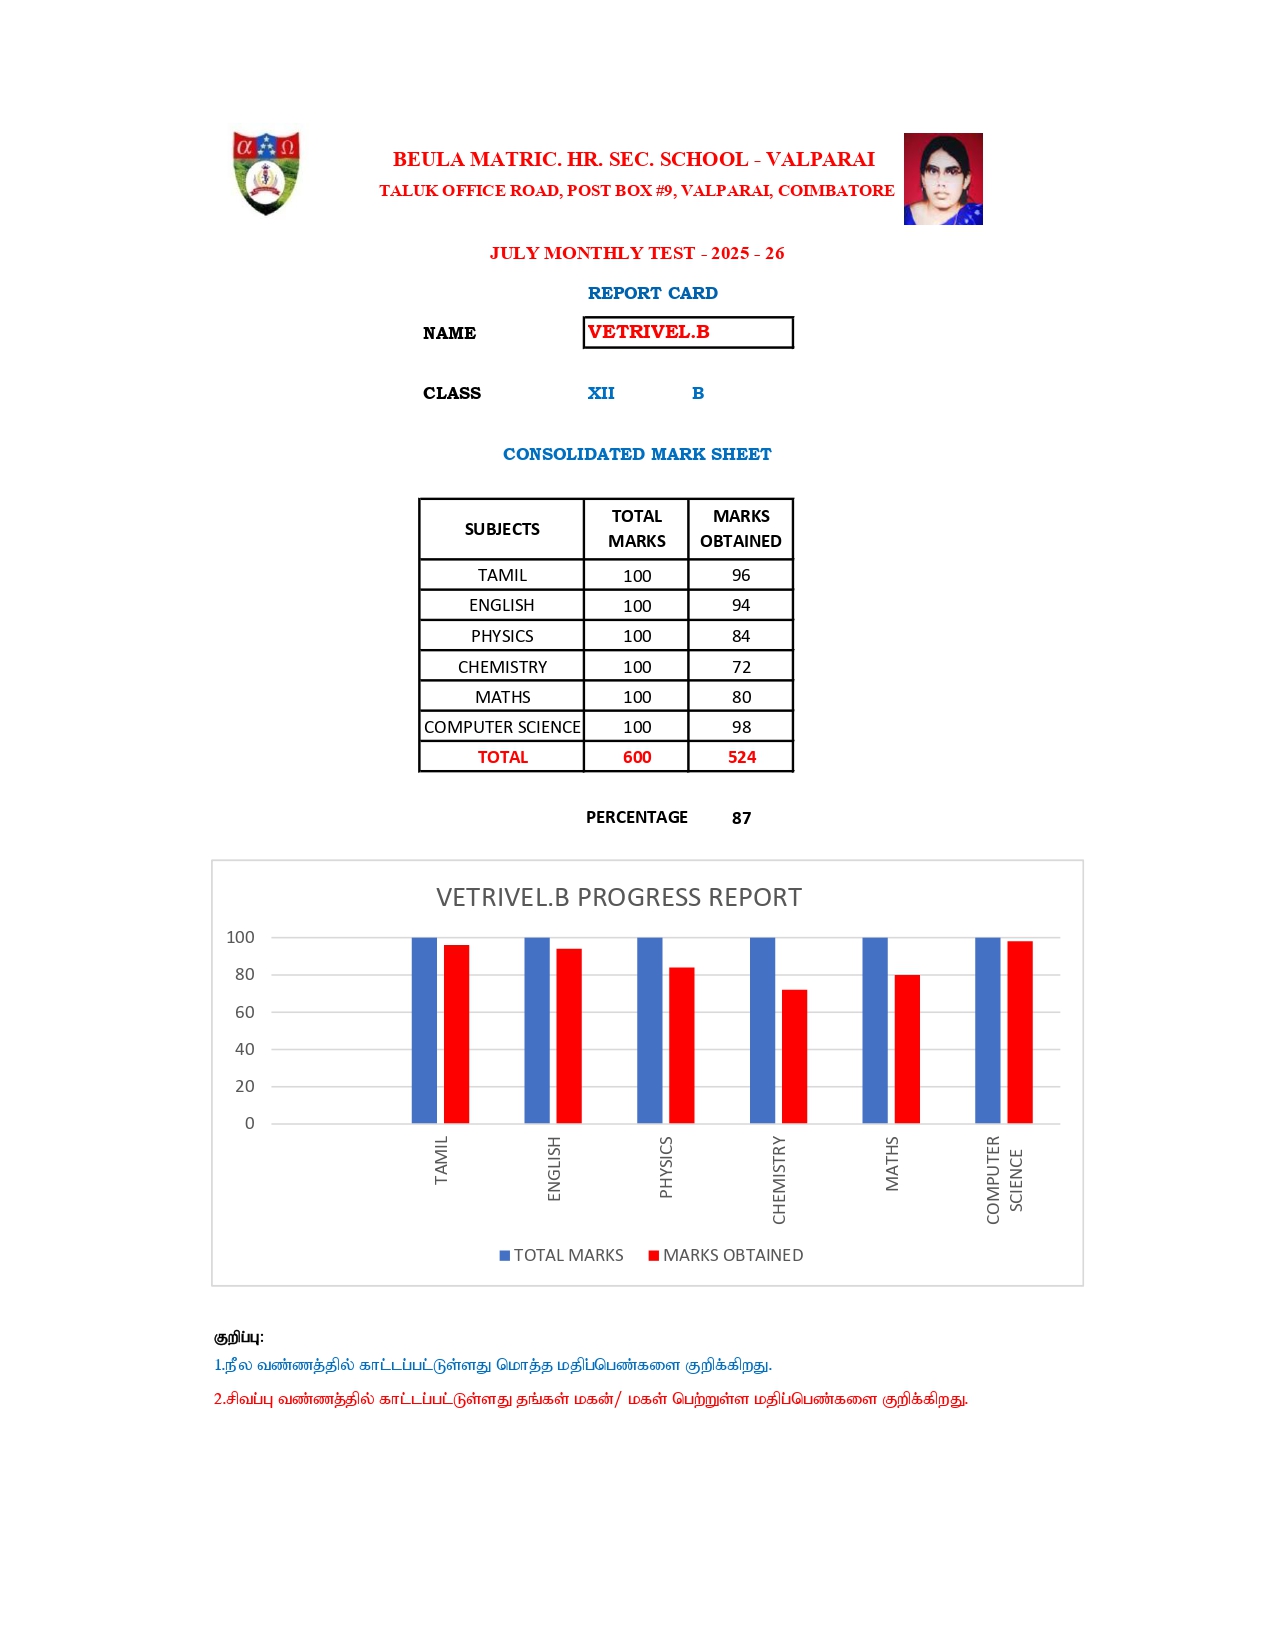 α Ω
BEULA MATRIC. HR. SEC. SCHOOL - VALPARAI
TALUK OFFICE ROAD, POST BOX #9, VALPARAI, COIMBATORE
JULY MONTHLY TEST - 2025 - 26
REPORT CARD
NAME VETRIVEL.B
CLASS XII B
CONSOLIDATED MARK SHEET
SUBJECTS TOTAL MARKS MARKS OBTAINED
TAMIL 100 96
ENGLISH 100 94
PHYSICS 100 84
CHEMISTRY 100 72
MATHS 100 80
COMPUTER SCIENCE 100 98
TOTAL 600 524
PERCENTAGE 87
VETRIVEL.B PROGRESS REPORT
100
80
60
40
20
0
TAMIL
ENGLISH
PHYSICS
CHEMISTRY
MATHS
COMPUTER SCIENCE
TOTAL MARKS MARKS OBTAINED
குறிப்பு:
1.நீல வண்ணத்தில் காட்டப்பட்டுள்ளது மொத்த மதிப்பெண்களை குறிக்கிறது.
2.சிவப்பு வண்ணத்தில் காட்டப்பட்டுள்ளது தங்கள் மகன்/ மகள் பெற்றுள்ள மதிப்பெண்களை குறிக்கிறது.